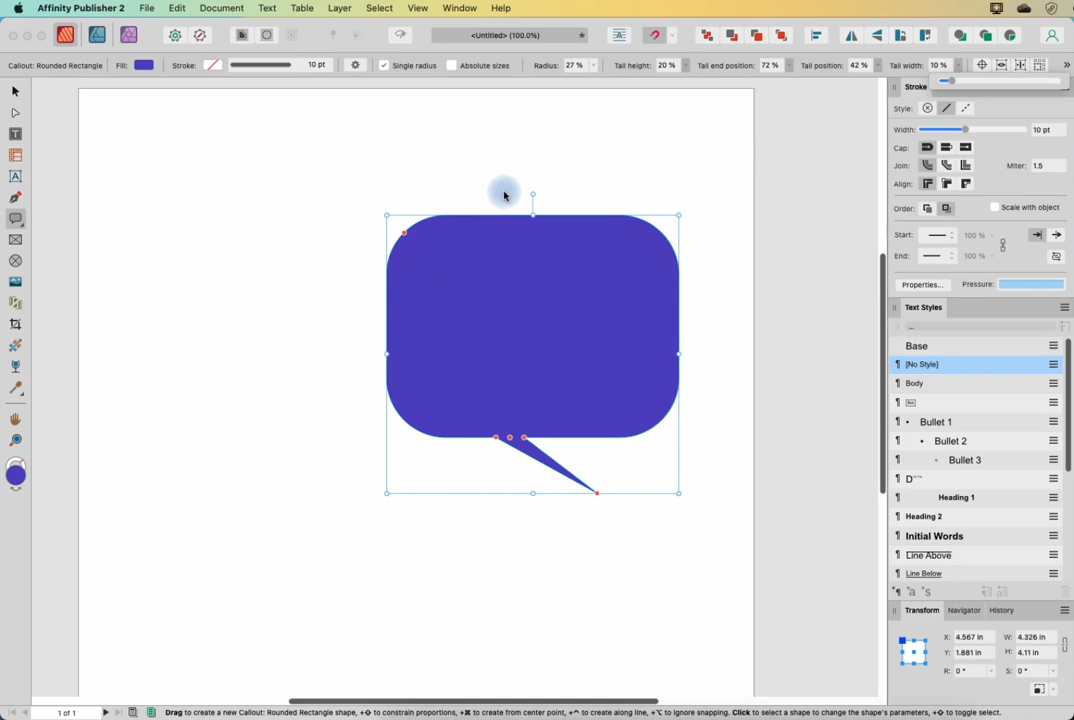 Affinity Publisher 2 File Edit Document Text Table Layer Select View Window Help
<Untitled> (100.0%)
Callout: Rounded Rectangle Fill: Stroke: 10 pt Single radius Absolute sizes Radius: 27 % Tail height: 20 % Tail end position: 72 % Tail position: 42 % Tail width: 10 %
Stroke
Style:
Width: 10 pt
Cap:
Join: Miter: 1.5
Align:
Order: Scale with object
Start: 100 %
End: 100 %
Properties... Pressure:
Text Styles
...
Base
[No Style]
Body
Bullet 1
Bullet 2
Bullet 3
Heading 1
Heading 2
Initial Words
Line Above
Line Below
Transform Navigator History
X: 4.567 in W: 4.326 in
Y: 1.881 in H: 4.11 in
R: 0 ° S: 0 °
1 of 1 Drag to create a new Callout: Rounded Rectangle shape, +⇧ to constrain proportions, +⌘ to create from center point, +^ to create along line, +⌥ to ignore snapping. Click to select a shape to change the shape's parameters, +⇧ to toggle select.